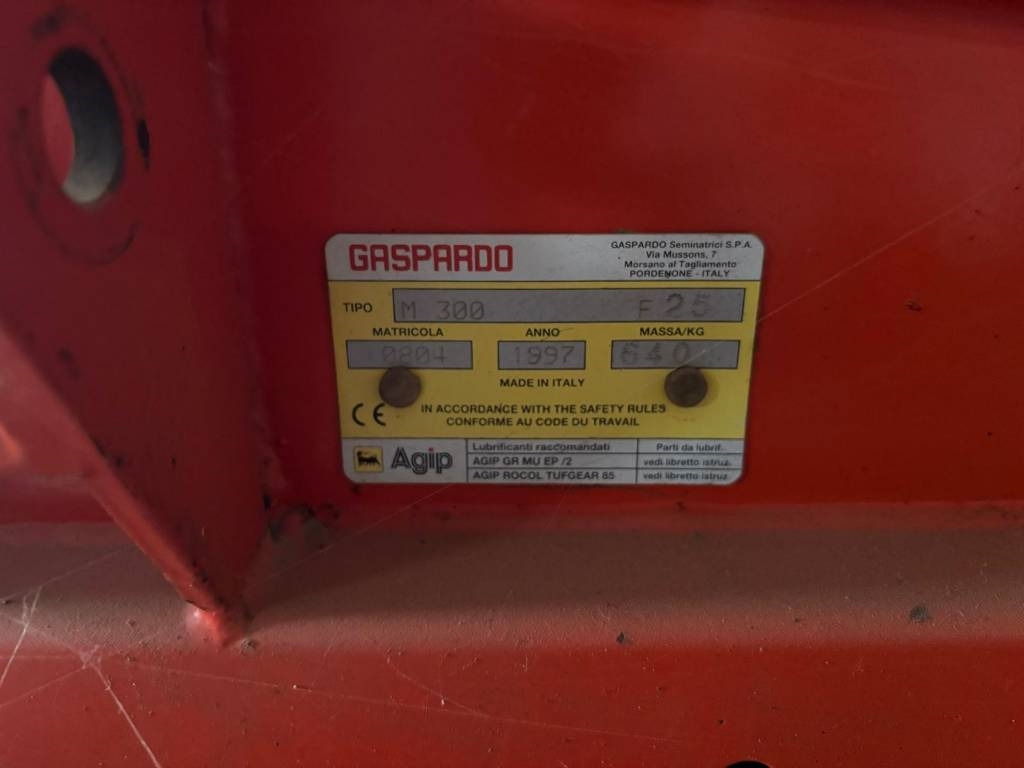 GASPARDO
GASPARDO Seminatrici S.P.A.
Via Mussons, 7
Morsano al Tagliamento
PORDENONE - ITALY
TIPO M 300 F 25
MATRICOLA ANNO MASSA/KG
0804 1997 640
MADE IN ITALY
CE IN ACCORDANCE WITH THE SAFETY RULES
CONFORME AU CODE DU TRAVAIL
Agip
Lubrificanti raccomandati Parti da lubrif.
AGIP GR MU EP /2 vedi libretto istruz.
AGIP ROCOL TUFGEAR 85 vedi libretto istruz.